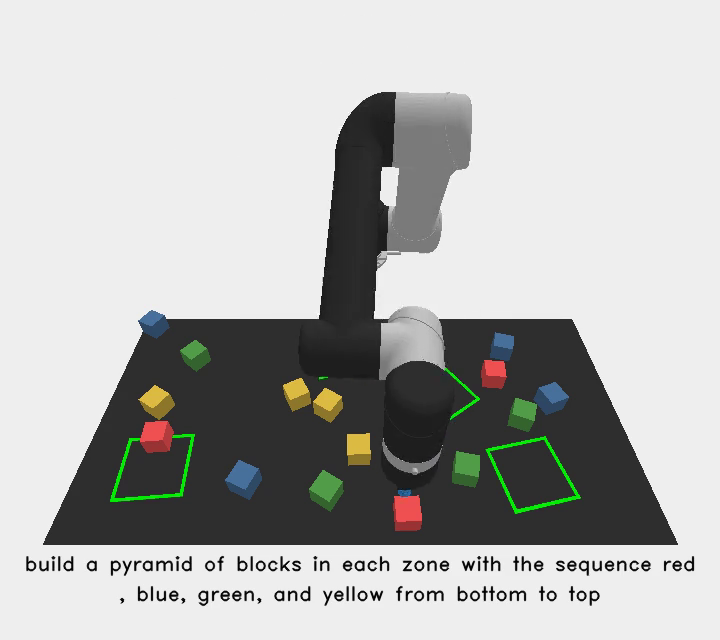 build a pyramid of blocks in each zone with the sequence red
, blue, green, and yellow from bottom to top